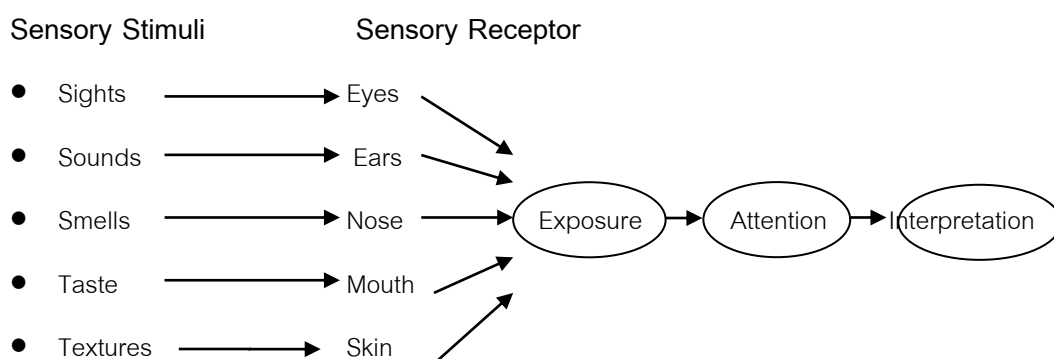 Sensory Stimuli Sensory Receptor
● Sights Eyes
● Sounds Ears
● Smells Nose Exposure Attention Interpretation
● Taste Mouth
● Textures Skin